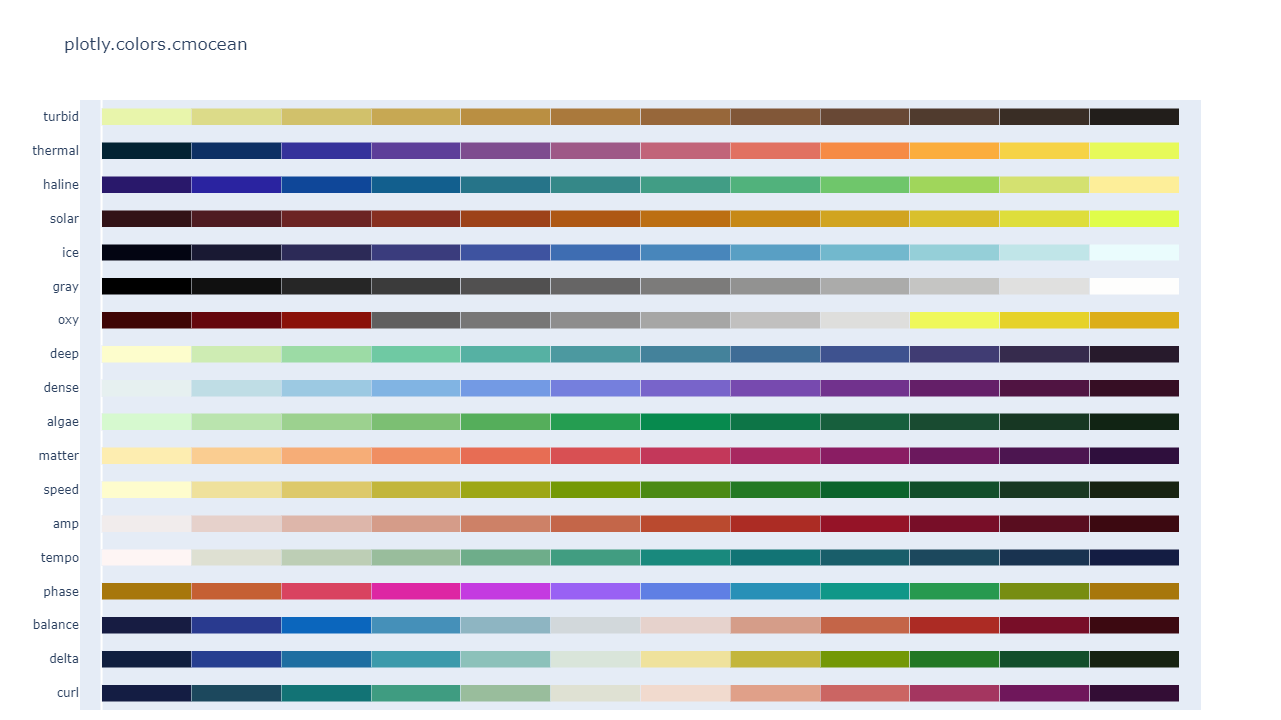 plotly.colors.cmocean
turbid
thermal
haline
solar
ice
gray
oxy
deep
dense
algae
matter
speed
amp
tempo
phase
balance
delta
curl